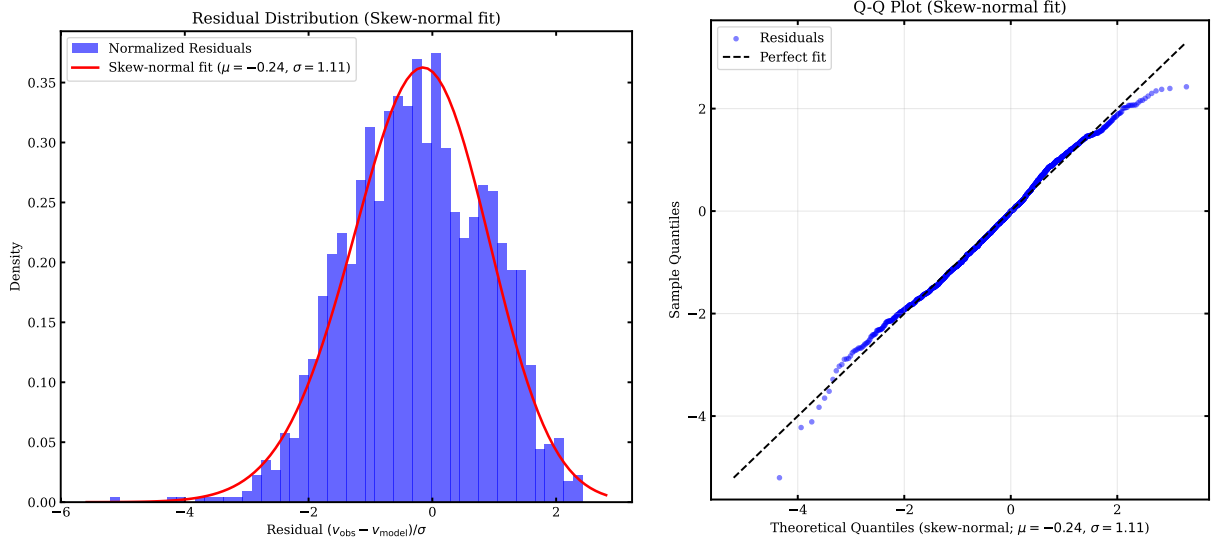 Residual Distribution (Skew-normal fit)
Normalized Residuals
Skew-normal fit (μ = −0.24, σ = 1.11)
0.35
0.30
0.25
0.20
0.15
0.10
0.05
0.00
Density
−6
−4
−2
0
2
Residual (v_obs − v_model)/σ
Q-Q Plot (Skew-normal fit)
Residuals
Perfect fit
2
0
−2
−4
Sample Quantiles
−4
−2
0
2
Theoretical Quantiles (skew-normal; μ = −0.24, σ = 1.11)